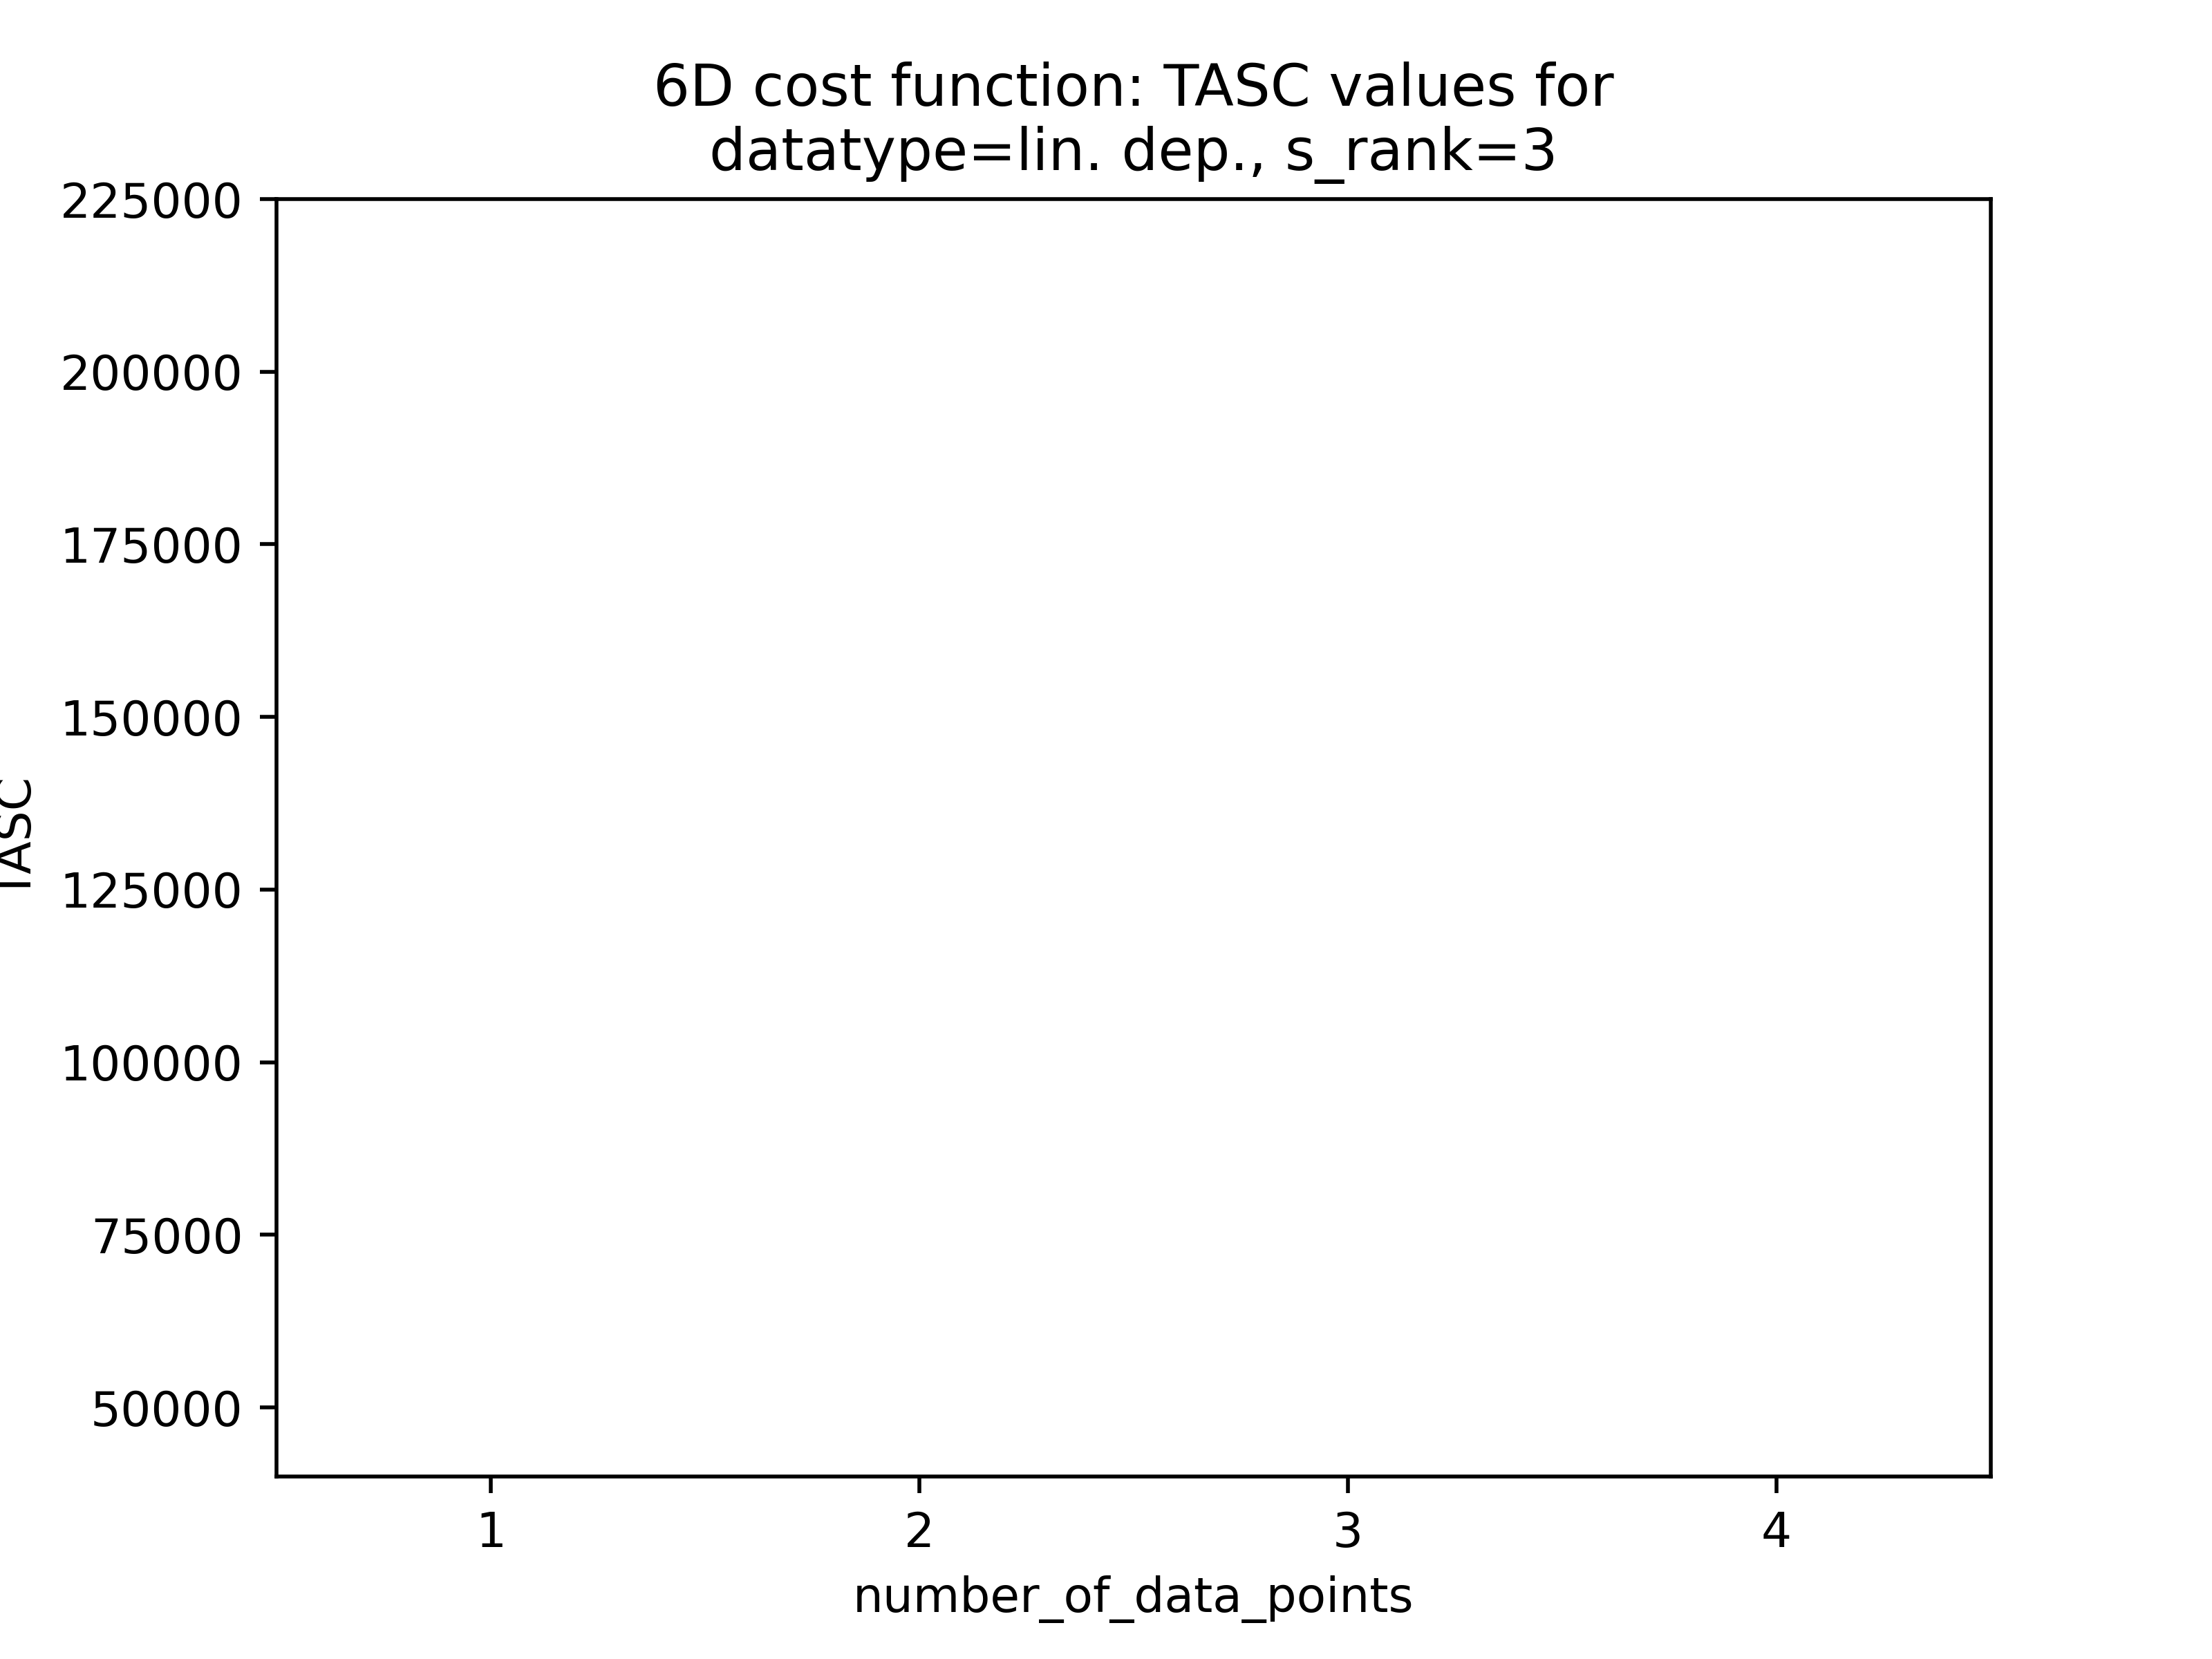 6D cost function: TASC values for
datatype=lin. dep., s_rank=3
225000
200000
175000
150000
TASC
125000
100000
75000
50000
1 2 3 4
number_of_data_points